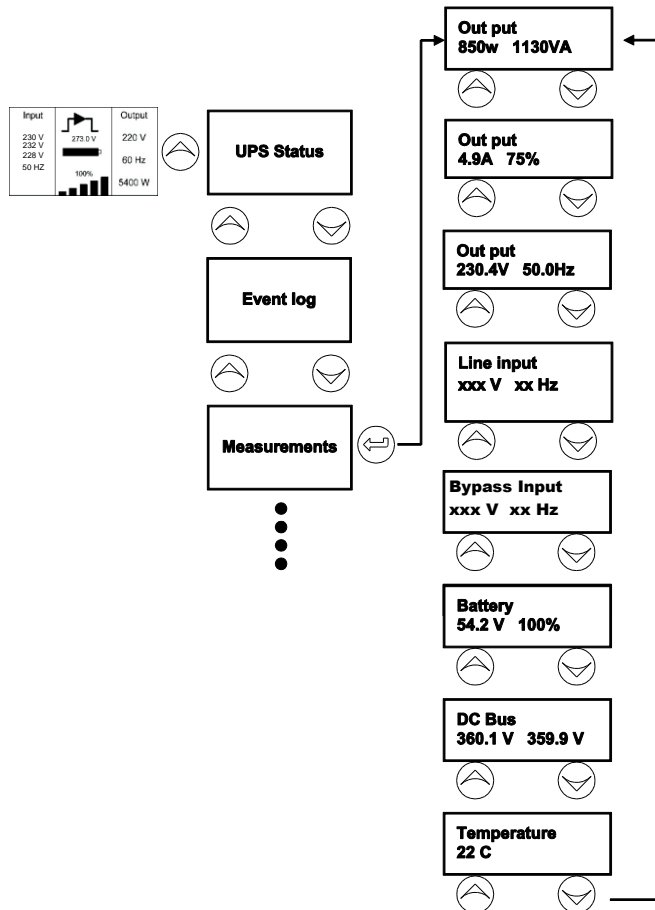 Input
230 V
232 V
228 V
50 HZ
273.0 V
100%
Output
220 V
60 Hz
5400 W
UPS Status
Event log
Measurements
Out put
850w 1130VA
Out put
4.9A 75%
Out put
230.4V 50.0Hz
Line input
xxx V xx Hz
Bypass Input
xxx V xx Hz
Battery
54.2 V 100%
DC Bus
360.1 V 359.9 V
Temperature
22 C